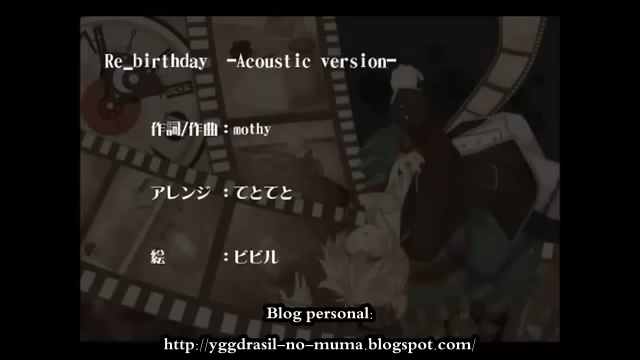 Re_birthday -Acoustic version-
作詞/作曲：mothy
アレンジ：てとてと
絵：ビビル
Blog personal:
http://yggdrasil-no-muma.blogspot.com/